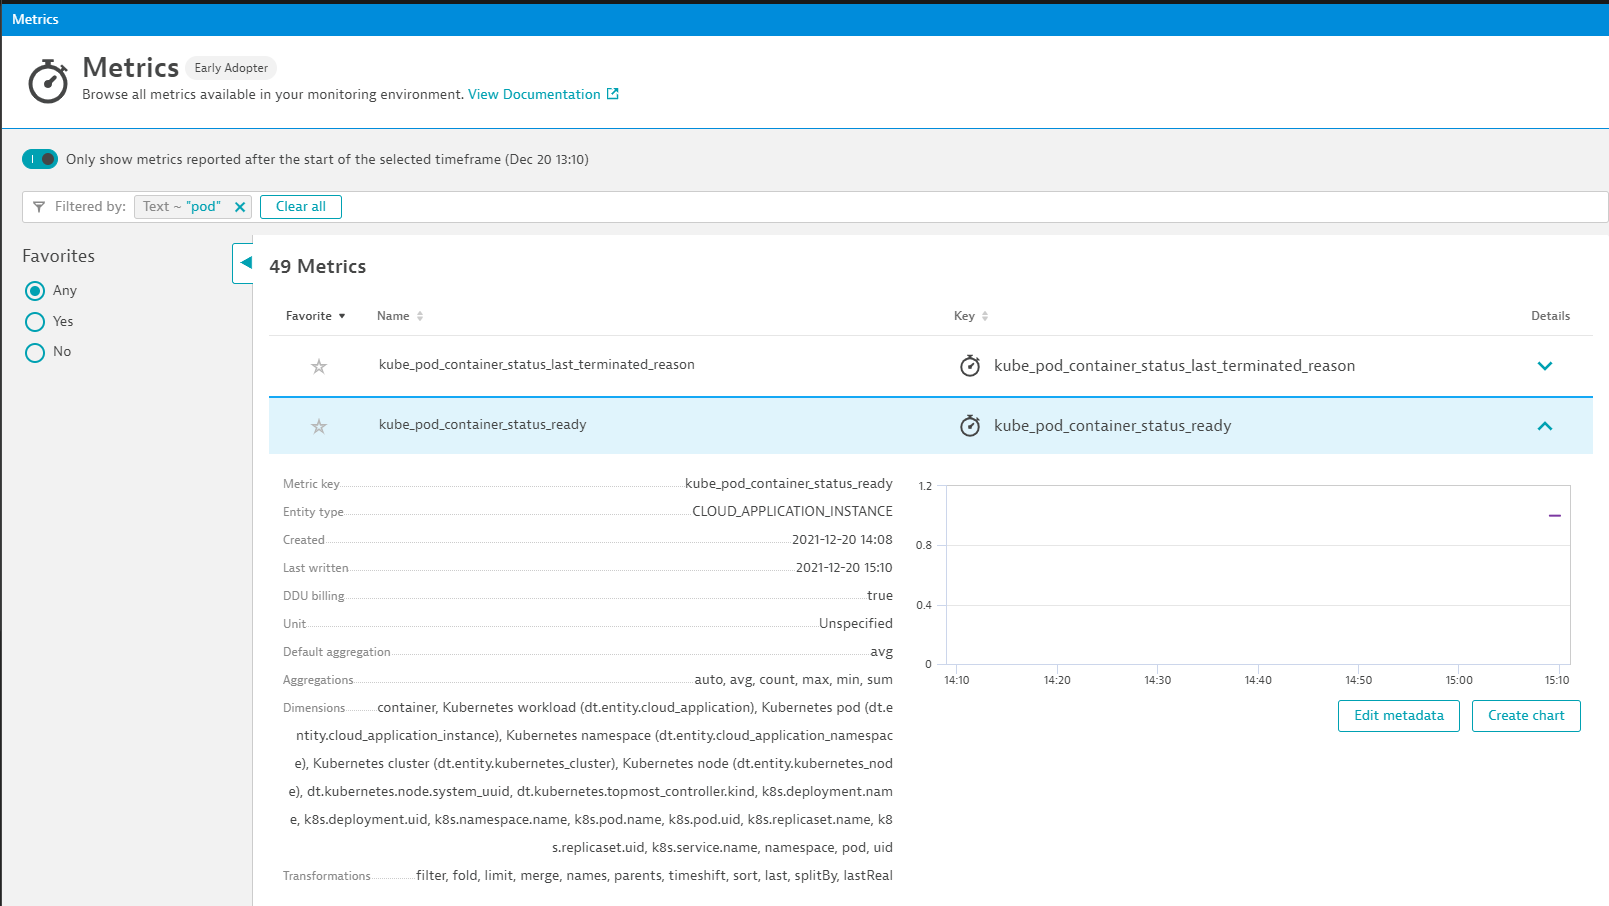 Metrics
Metrics Early Adopter
Browse all metrics available in your monitoring environment. View Documentation
Only show metrics reported after the start of the selected timeframe (Dec 20 13:10)
Filtered by: Text ~ "pod" Clear all
Favorites
Any
Yes
No
49 Metrics
Favorite Name Key Details
kube_pod_container_status_last_terminated_reason kube_pod_container_status_last_terminated_reason
kube_pod_container_status_ready kube_pod_container_status_ready
Metric key kube_pod_container_status_ready
Entity type CLOUD_APPLICATION_INSTANCE
Created 2021-12-20 14:08
Last written 2021-12-20 15:10
DDU billing true
Unit Unspecified
Default aggregation avg
Aggregations auto, avg, count, max, min, sum
Dimensions container, Kubernetes workload (dt.entity.cloud_application), Kubernetes pod (dt.e
ntity.cloud_application_instance), Kubernetes namespace (dt.entity.cloud_application_namespac
e), Kubernetes cluster (dt.entity.kubernetes_cluster), Kubernetes node (dt.entity.kubernetes_nod
e), dt.kubernetes.node.system_uuid, dt.kubernetes.topmost_controller.kind, k8s.deployment.nam
e, k8s.deployment.uid, k8s.namespace.name, k8s.pod.name, k8s.pod.uid, k8s.replicaset.name, k8
s.replicaset.uid, k8s.service.name, namespace, pod, uid
Transformations filter, fold, limit, merge, names, parents, timeshift, sort, last, splitBy, lastReal
1.2
0.8
0.4
0
14:10 14:20 14:30 14:40 14:50 15:00 15:10
Edit metadata Create chart